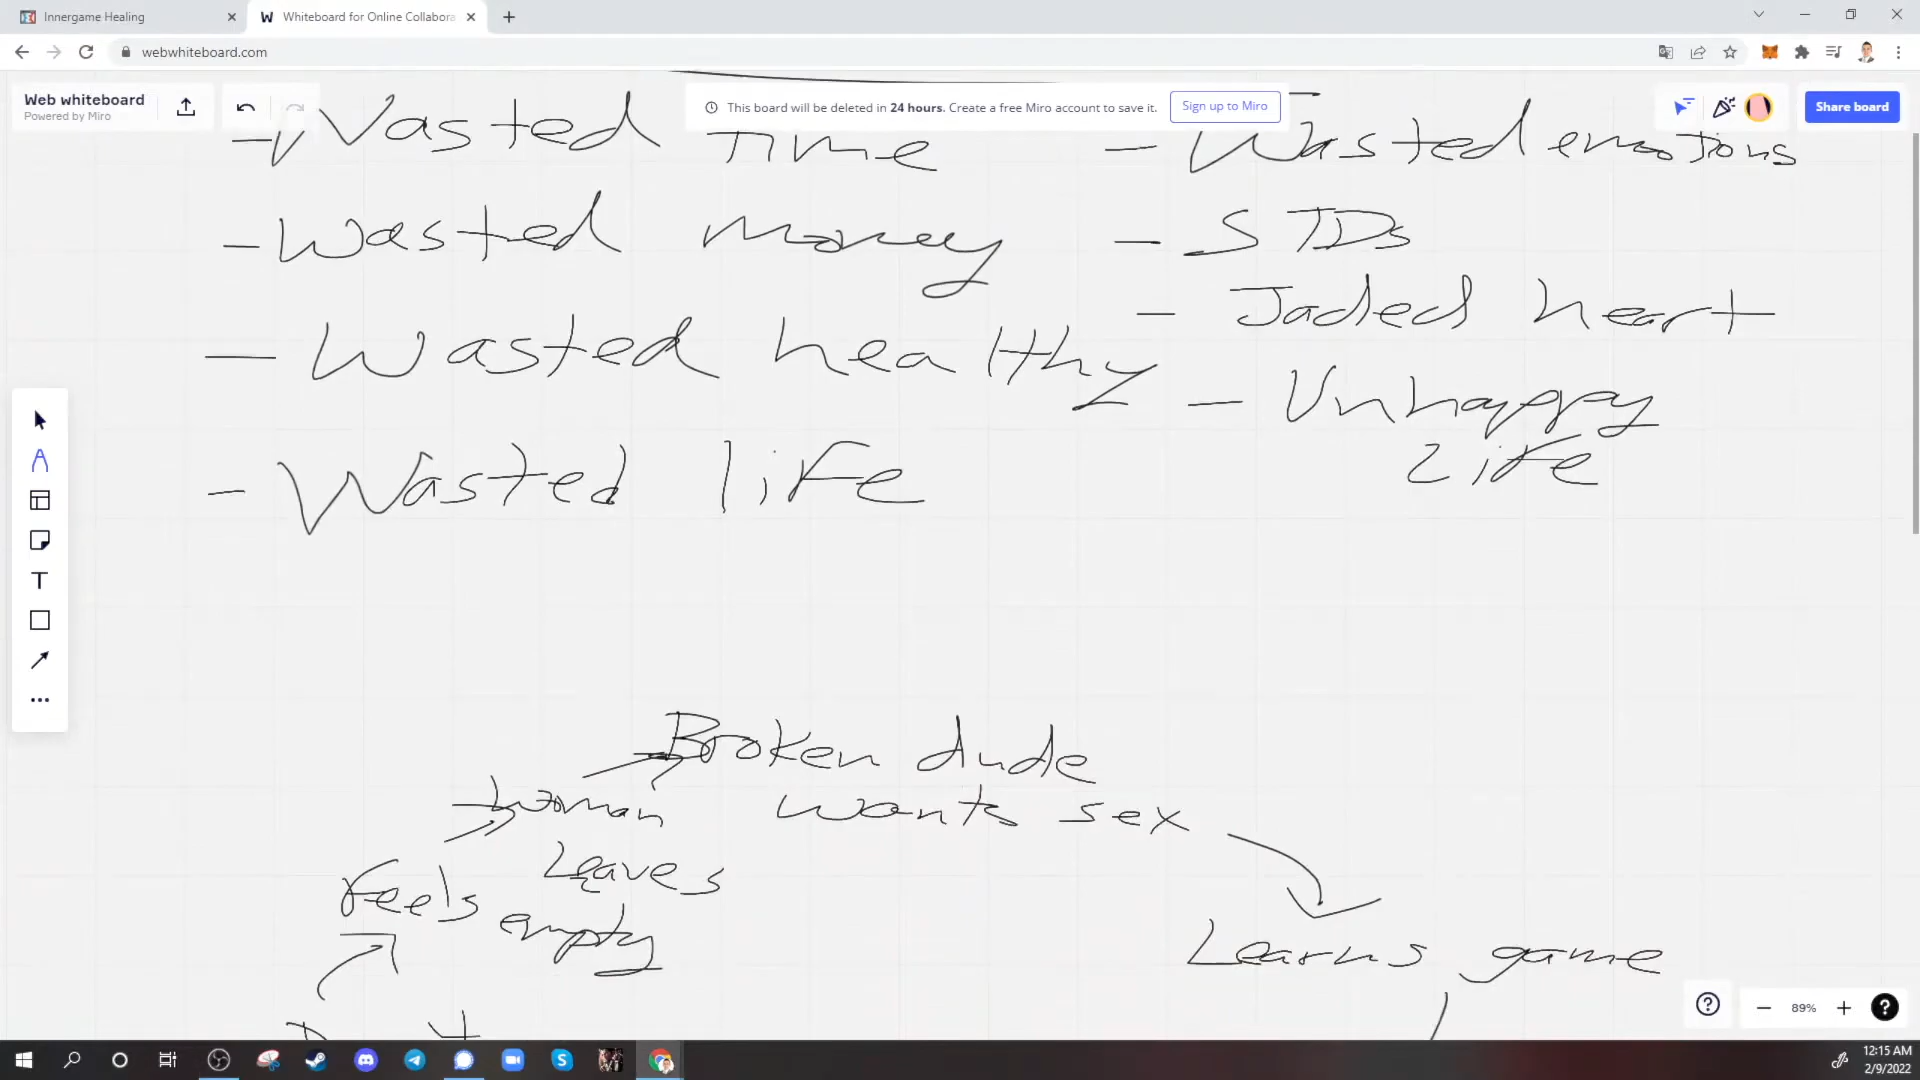 Innergame Healing
Whiteboard for Online Collabora
webwhiteboard.com
Web whiteboard
Powered by Miro
This board will be deleted in 24 hours. Create a free Miro account to save it.
Sign up to Miro
Share board
- Wasted Time
- Wasted emotions
- Wasted money
- STDs
- Wasted healthy
- Jaded heart
- Unhappy
Life
- Wasted life
Broken dude
wants sex
woman
Leaves
Feels
empty
Learns game
89%
12:15 AM
2/9/2022